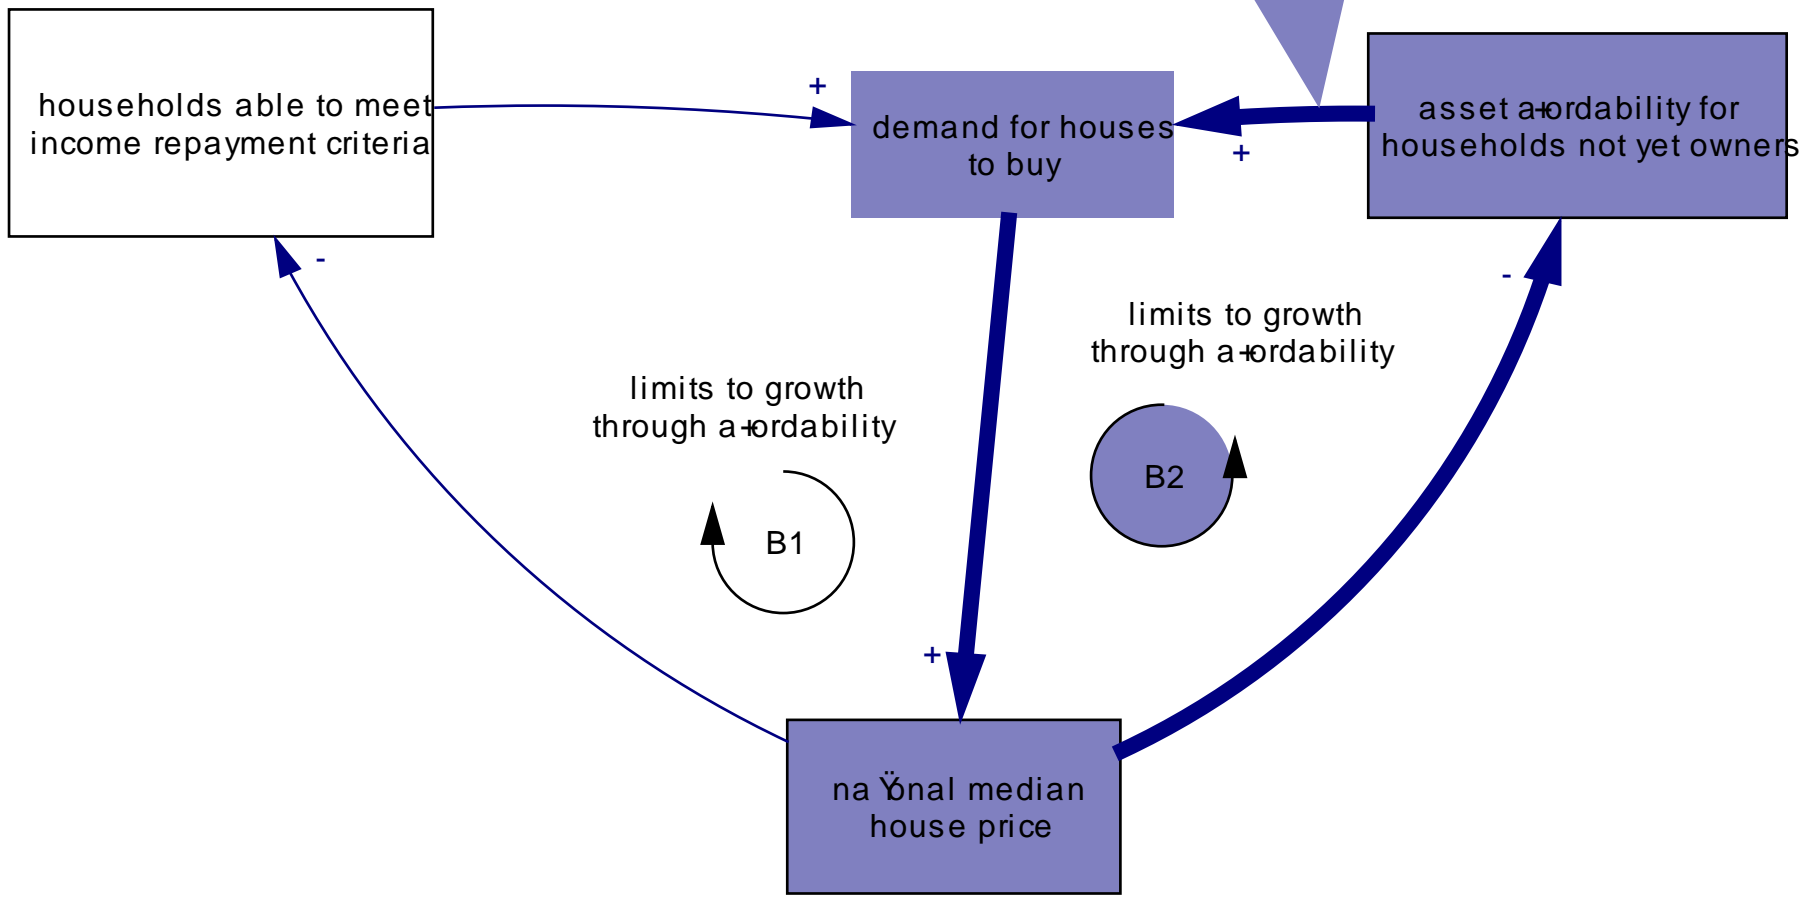 households able to meet
income repayment criteria
+
demand for houses
to buy
+
asset a+ordability for
households not yet owners
-
-
limits to growth
through a+ordability
limits to growth
through a+ordability
B2
B1
+
na Ÿonal median
house price